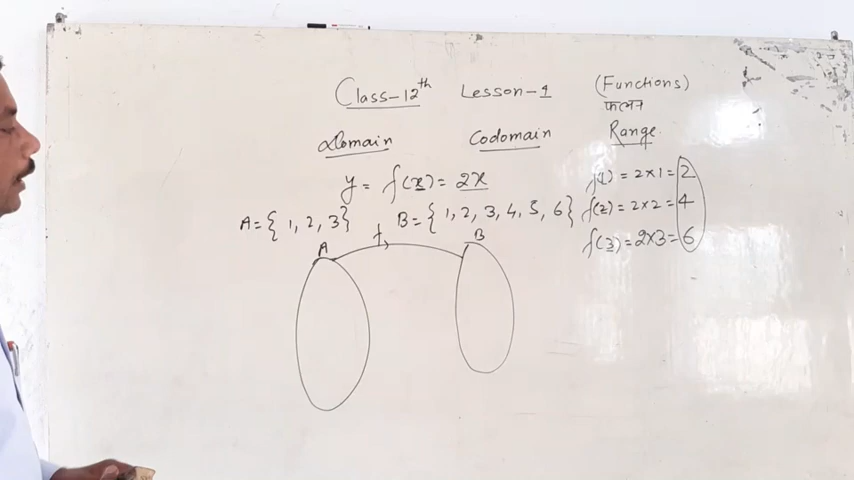 Class-12th Lesson-1 (Functions)
फलन
Domain Codomain Range
y = f(x) = 2x
f(1) = 2×1 = 2
A = { 1, 2, 3 } B = { 1, 2, 3, 4, 5, 6 }
f(2) = 2×2 = 4
f(3) = 2×3 = 6
A f B